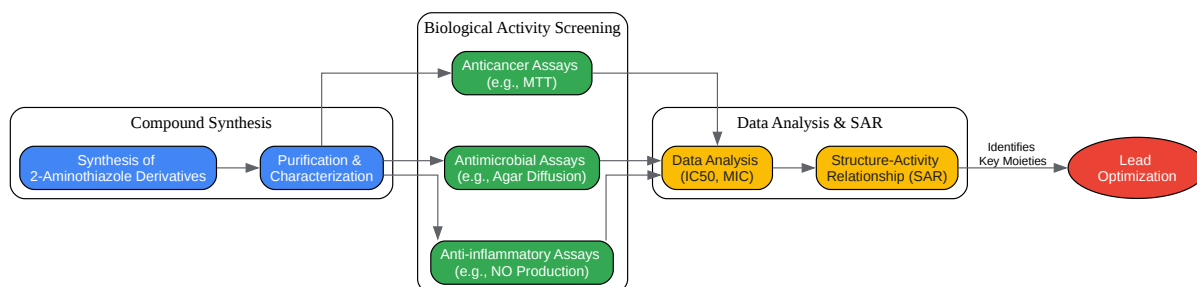 Biological Activity Screening
Anticancer Assays
(e.g., MTT)
Compound Synthesis
Synthesis of
2-Aminothiazole Derivatives
Purification &
Characterization
Antimicrobial Assays
(e.g., Agar Diffusion)
Anti-inflammatory Assays
(e.g., NO Production)
Data Analysis & SAR
Data Analysis
(IC50, MIC)
Structure-Activity
Relationship (SAR)
Identifies
Key Moieties
Lead
Optimization